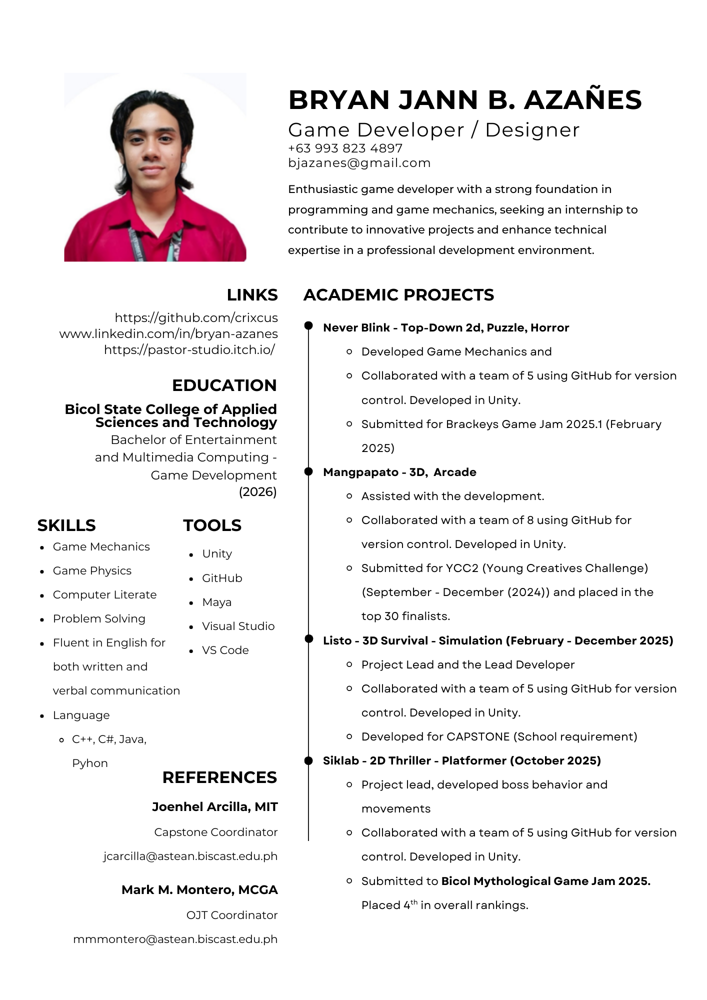 BRYAN JANN B. AZAÑES
Game Developer / Designer
+63 993 823 4897
bjazanes@gmail.com
Enthusiastic game developer with a strong foundation in
programming and game mechanics, seeking an internship to
contribute to innovative projects and enhance technical
expertise in a professional development environment.
LINKS
https://github.com/crixcus
www.linkedin.com/in/bryan-azanes
https://pastor-studio.itch.io/
EDUCATION
Bicol State College of Applied
Sciences and Technology
Bachelor of Entertainment
and Multimedia Computing -
Game Development
(2026)
SKILLS
Game Mechanics
Game Physics
Computer Literate
Problem Solving
Fluent in English for
both written and
verbal communication
Language
C++, C#, Java,
Pyhon
TOOLS
Unity
GitHub
Maya
Visual Studio
VS Code
REFERENCES
Joenhel Arcilla, MIT
Capstone Coordinator
jcarcilla@astean.biscast.edu.ph
Mark M. Montero, MCGA
OJT Coordinator
mmmontero@astean.biscast.edu.ph
ACADEMIC PROJECTS
Never Blink - Top-Down 2d, Puzzle, Horror
Developed Game Mechanics and
Collaborated with a team of 5 using GitHub for version
control. Developed in Unity.
Submitted for Brackeys Game Jam 2025.1 (February
2025)
Mangpapato - 3D, Arcade
Assisted with the development.
Collaborated with a team of 8 using GitHub for
version control. Developed in Unity.
Submitted for YCC2 (Young Creatives Challenge)
(September - December (2024)) and placed in the
top 30 finalists.
Listo - 3D Survival - Simulation (February - December 2025)
Project Lead and the Lead Developer
Collaborated with a team of 5 using GitHub for version
control. Developed in Unity.
Developed for CAPSTONE (School requirement)
Siklab - 2D Thriller - Platformer (October 2025)
Project lead, developed boss behavior and
movements
Collaborated with a team of 5 using GitHub for version
control. Developed in Unity.
Submitted to Bicol Mythological Game Jam 2025.
Placed 4th in overall rankings.